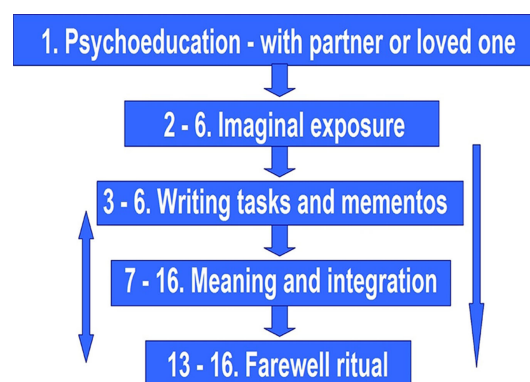 1. Psychoeducation - with partner or loved one
2 - 6. Imaginal exposure
3 - 6. Writing tasks and mementos
7 - 16. Meaning and integration
13 - 16. Farewell ritual